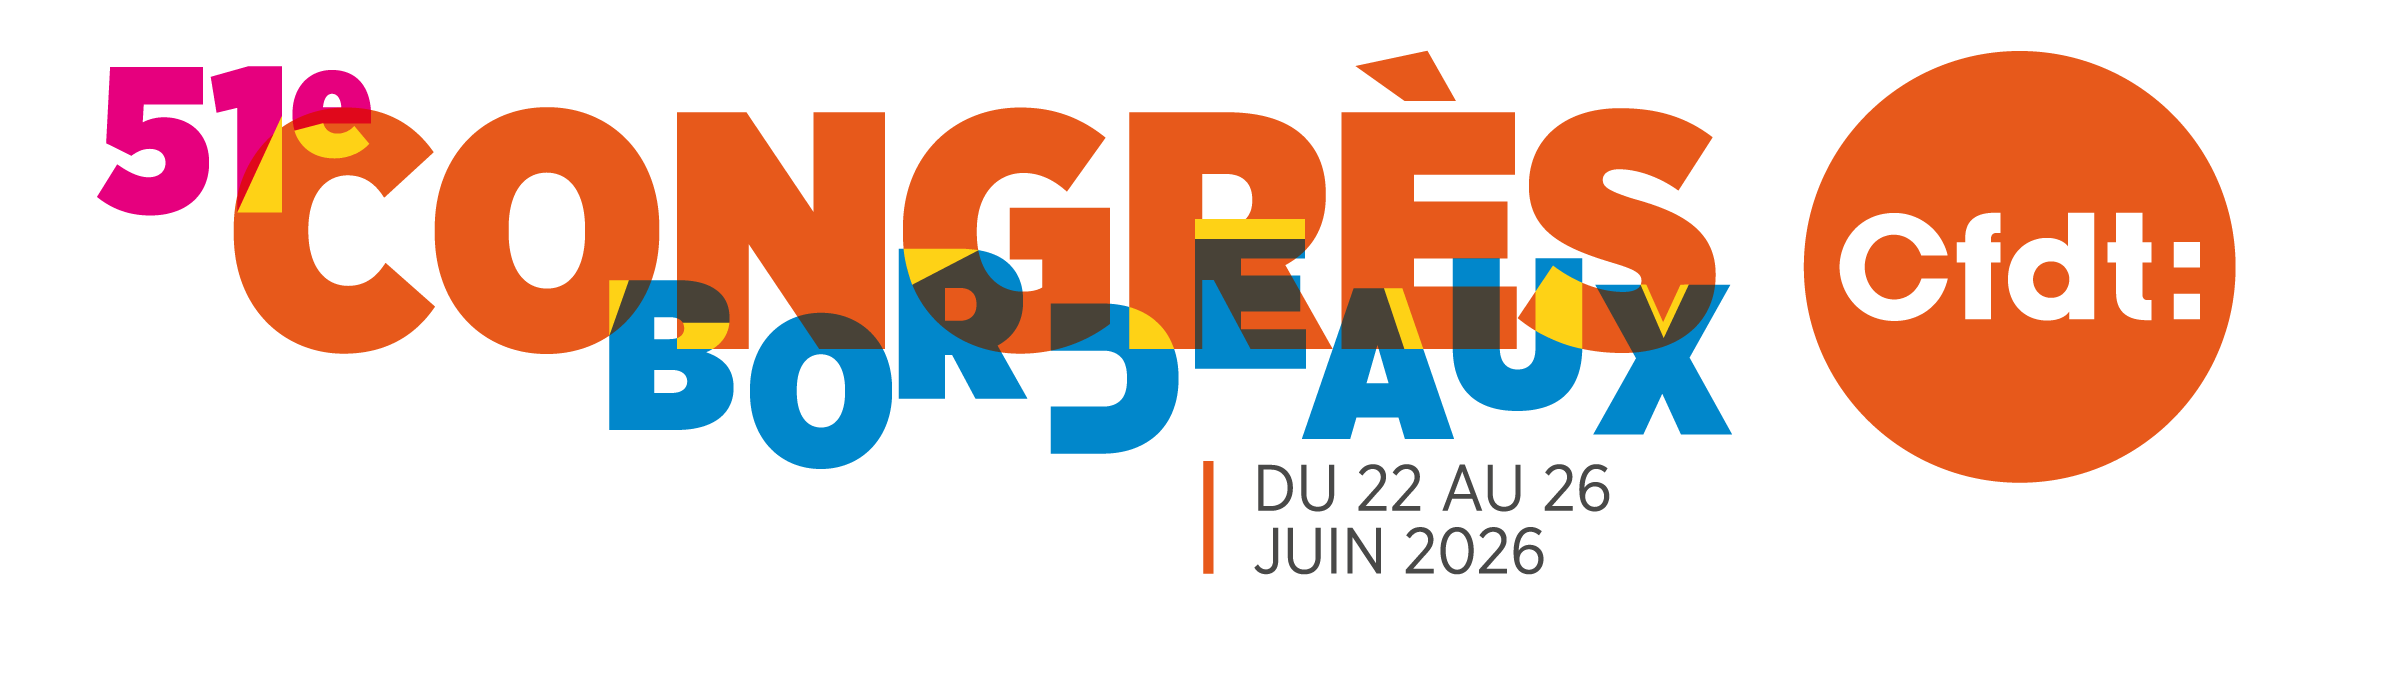 51e
CONGRÈS
BORDEAUX
DU 22 AU 26
JUIN 2026
Cfdt: